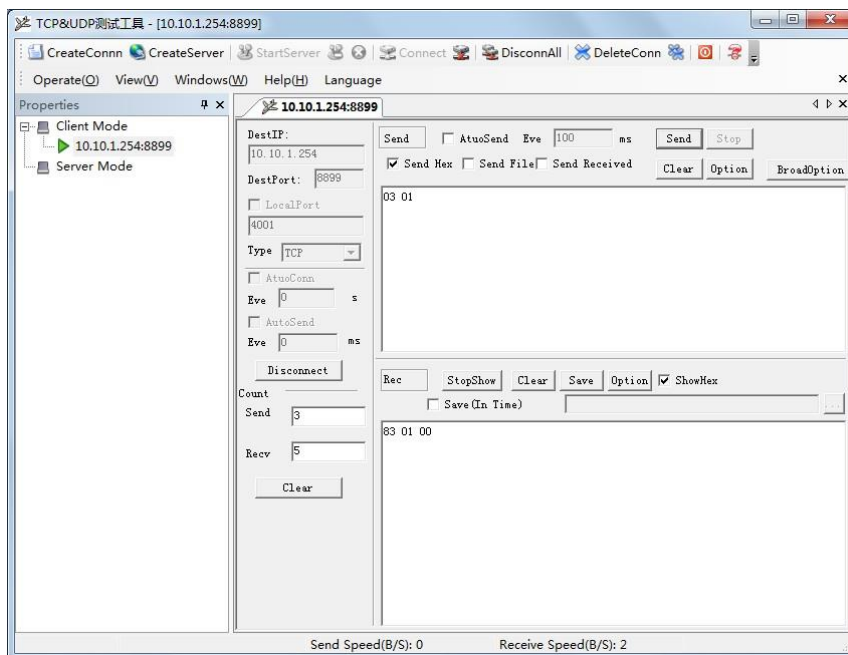 TCP&UDP测试工具 - [10.10.1.254:8899]
CreateConnn CreateServer StartServer Connect DisconnAll DeleteConn
Operate(O) View(V) Windows(W) Help(H) Language
Properties
Client Mode
10.10.1.254:8899
Server Mode
10.10.1.254:8899
DestIP:
10.10.1.254
DestPort: 8899
LocalPort
4001
Type TCP
AtuoConn
Eve 0 s
AutoSend
Eve 0 ms
Disconnect
Count
Send 3
Recv 5
Clear
Send AtuoSend Eve 100 ms Send Stop
Send Hex Send File Send Received Clear Option BroadOption
03 01
Rec StopShow Clear Save Option ShowHex
Save(In Time) ...
83 01 00
Send Speed(B/S): 0 Receive Speed(B/S): 2